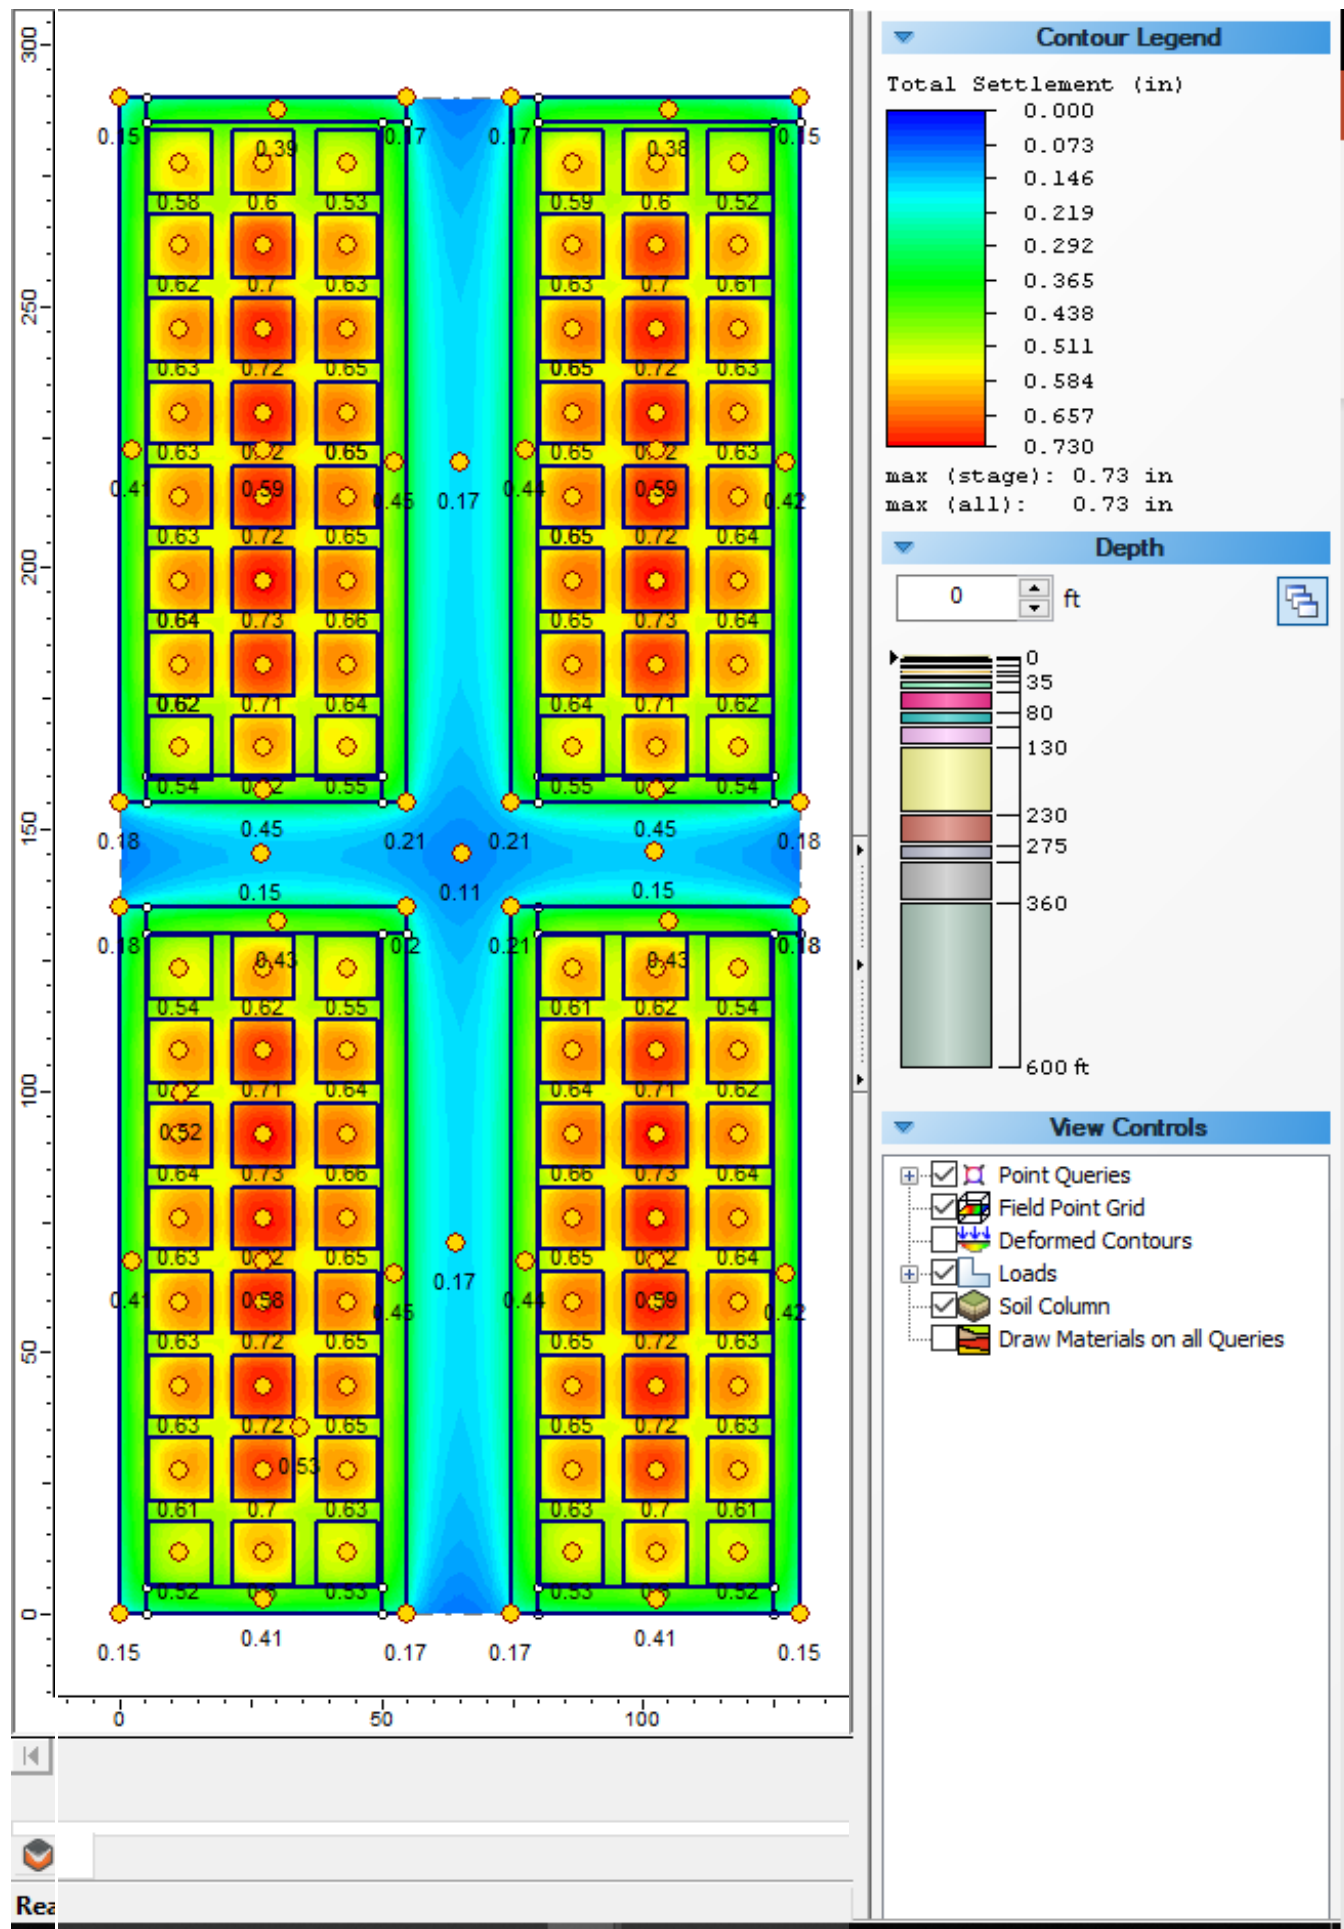 300
Contour Legend
Total Settlement (in)
0.000
0.073
0.146
0.219
0.292
0.365
0.438
0.511
0.584
0.657
0.730
max (stage): 0.73 in
max (all): 0.73 in
Depth
0 ft
0
35
80
130
230
275
360
600 ft
View Controls
Point Queries
Field Point Grid
Deformed Contours
Loads
Soil Column
Draw Materials on all Queries
0.15 0.39 0.17 0.17 0.38 0.15
0.58 0.6 0.53 0.59 0.6 0.52
0.62 0.7 0.63 0.63 0.7 0.61
250
0.63 0.72 0.65 0.65 0.72 0.63
0.63 0.65 0.65 0.63
0.41 0.59 0.45 0.17 0.44 0.59 0.42
0.63 0.72 0.65 0.65 0.72 0.64
200
0.64 0.73 0.66 0.65 0.73 0.64
0.62 0.71 0.64 0.64 0.71 0.62
0.54 0.55 0.55 0.54
150
0.18 0.45 0.21 0.21 0.45 0.18
0.15 0.11 0.15
0.18 0.43 0.2 0.21 0.43 0.18
0.54 0.62 0.55 0.61 0.62 0.54
100
0.71 0.64 0.64 0.71 0.62
0.52
0.64 0.73 0.66 0.66 0.73 0.64
0.63 0.65 0.65 0.64
0.41 0.58 0.45 0.17 0.44 0.59 0.42
50
0.63 0.72 0.65 0.65 0.72 0.63
0.63 0.72 0.65 0.65 0.72 0.63
0.53
0.61 0.7 0.63 0.63 0.7 0.61
0.52 0.53 0.53 0.52
0
0.15 0.41 0.17 0.17 0.41 0.15
0 50 100